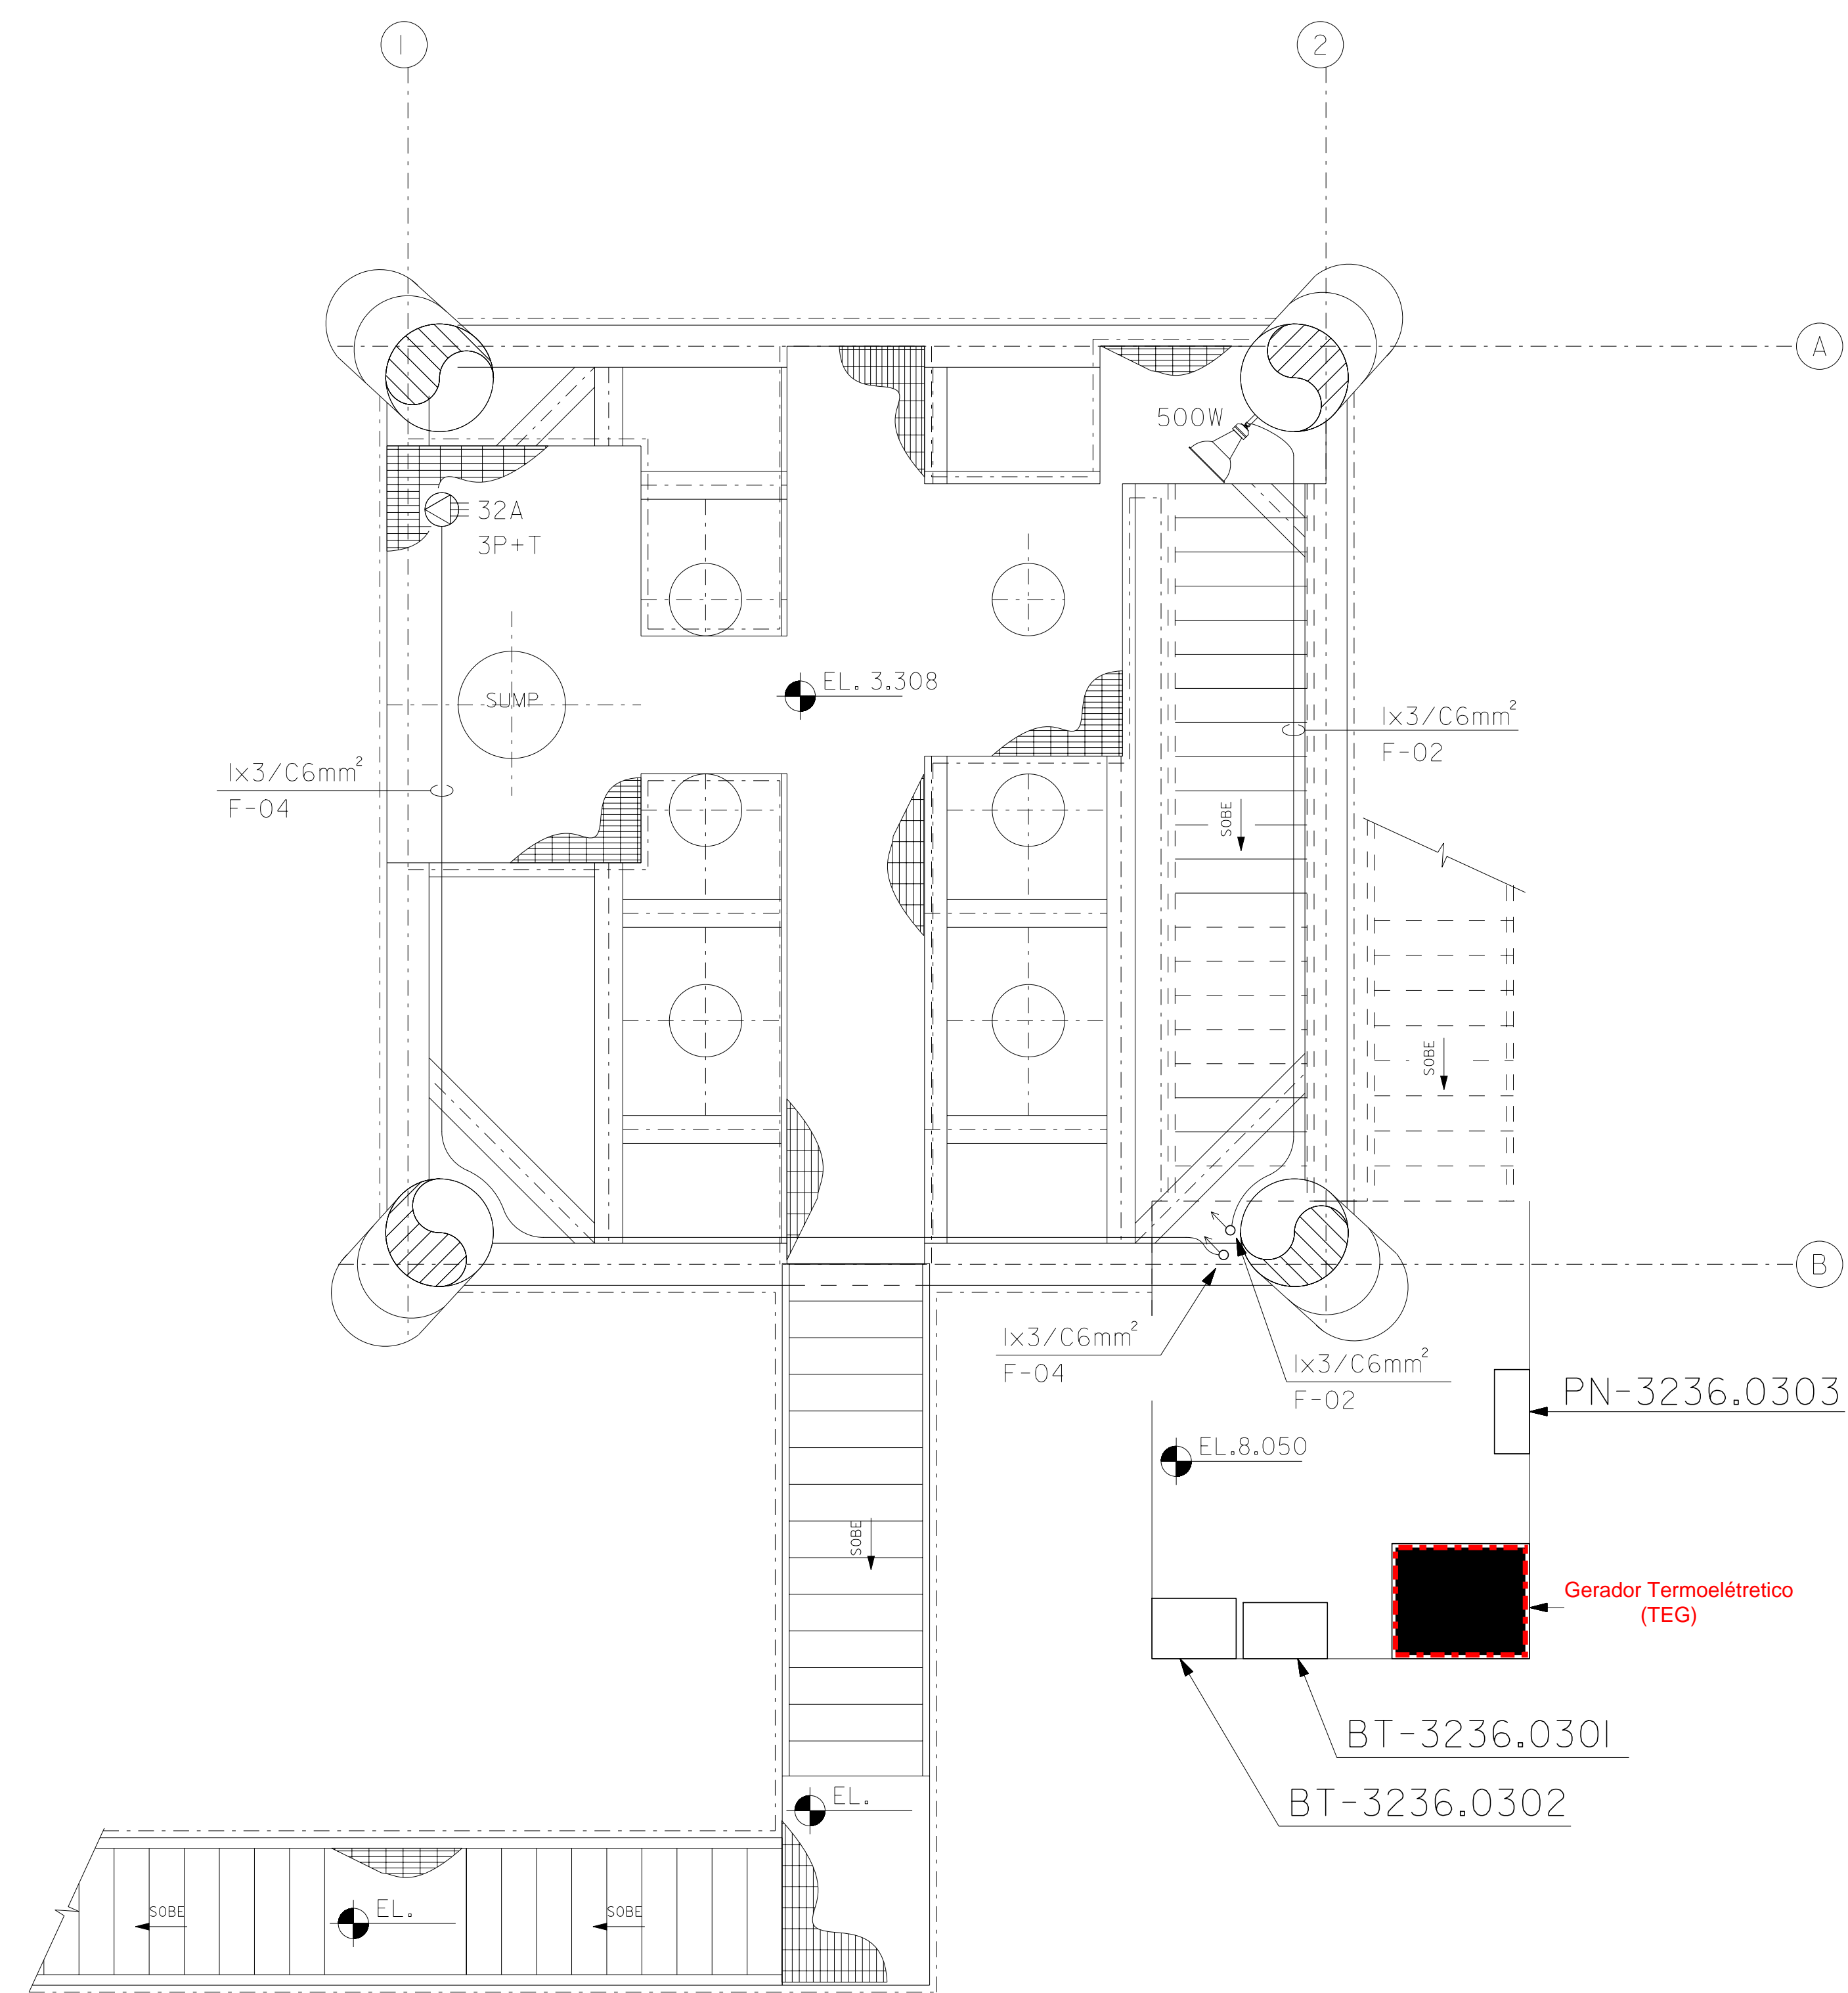 1
2
A
500W
32A
3P+T
EL. 3.308
SUMP
1x3/C6mm²
F-02
1x3/C6mm²
F-04
SOBE
SOBE
B
1x3/C6mm²
F-04
1x3/C6mm²
F-02
PN-3236.0303
EL.8.050
SOBE
Gerador Termoelétretico
(TEG)
BT-3236.0301
BT-3236.0302
EL.
EL.
SOBE
SOBE